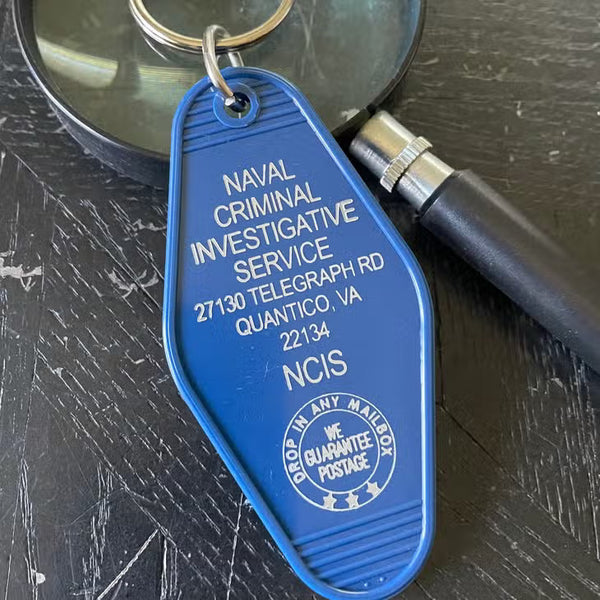 NAVAL
CRIMINAL
INVESTIGATIVE
SERVICE
27130 TELEGRAPH RD
QUANTICO, VA
22134
NCIS
DROP IN ANY MAILBOX
WE
GUARANTEE
POSTAGE